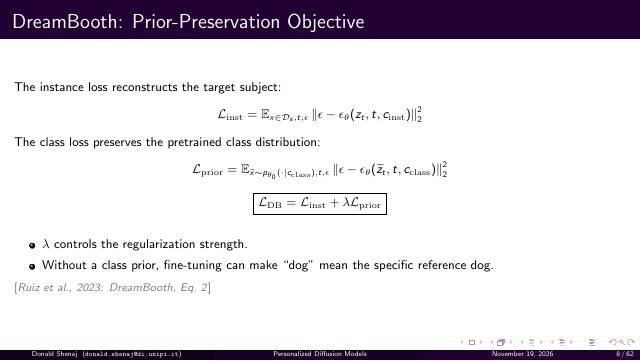 DreamBooth: Prior-Preservation Objective
The instance loss reconstructs the target subject:
ℒ_inst = 𝔼_{x∈𝒟_s,t,ϵ} ‖ϵ − ϵ_θ(z_t, t, c_inst)‖₂²
The class loss preserves the pretrained class distribution:
ℒ_prior = 𝔼_{x̃∼p_{θ₀}(·|c_class),t,ϵ} ‖ϵ − ϵ_θ(z̃_t, t, c_class)‖₂²
ℒ_DB = ℒ_inst + λℒ_prior
λ controls the regularization strength.
Without a class prior, fine-tuning can make “dog” mean the specific reference dog.
[Ruiz et al., 2023: DreamBooth, Eq. 2]
Donald Shenaj (donald.shenaj@di.unipi.it) Personalized Diffusion Models November 19, 2026 8 / 62